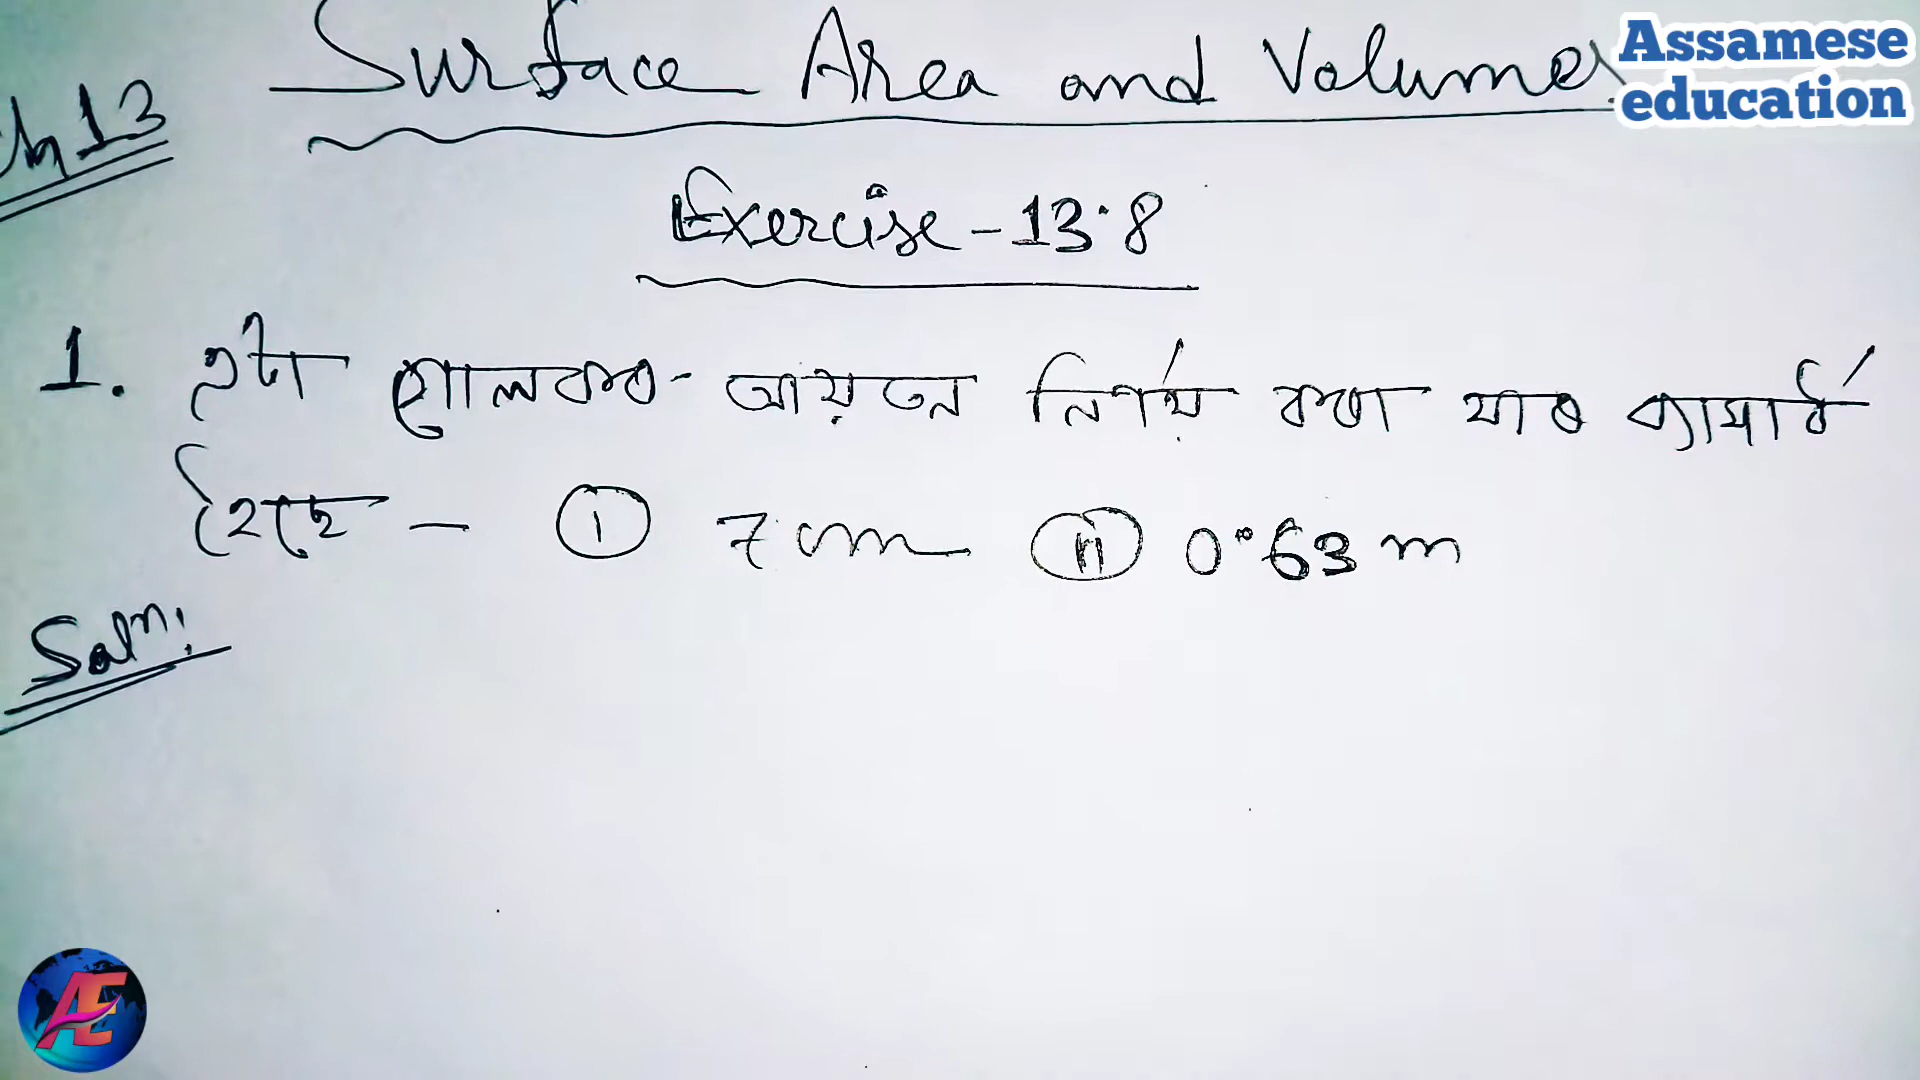 Surface Area and Volumes
Assamese
education
Ch 13
Exercise - 13.8
1. এটা গোলকৰ আয়তন নিৰ্ণয় কৰা যাৰ ব্যাসাৰ্ধ
হৈছে - (i) 7 cm (ii) 0.63 m
Solⁿ:
AE